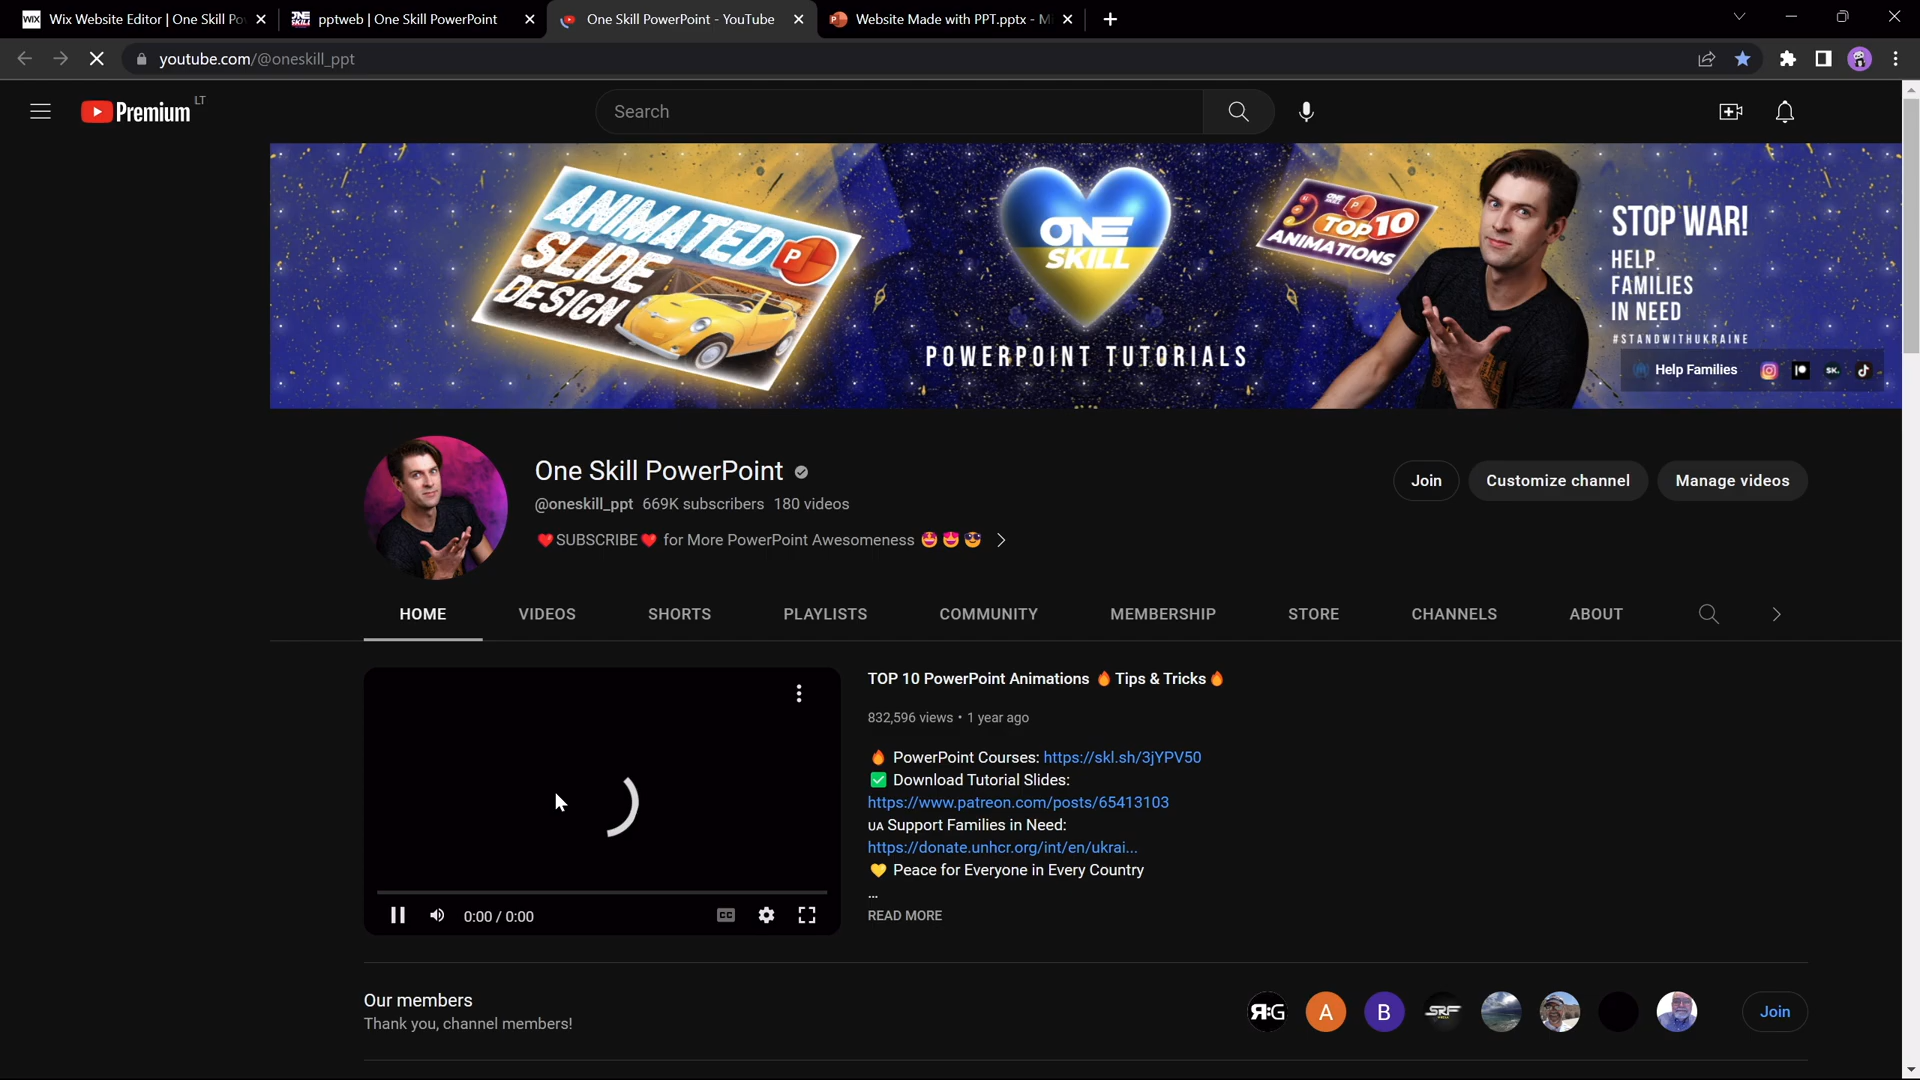 WIX Wix Website Editor | One Skill Po
ONE SKILL pptweb | One Skill PowerPoint
One Skill PowerPoint - YouTube
Website Made with PPT.pptx - M
youtube.com/@oneskill_ppt
Premium LT
Search
ANIMATED
SLIDE
DESIGN
P
ONE
SKILL
POWERPOINT TUTORIALS
TOP 10
ANIMATIONS
STOP WAR!
HELP
FAMILIES
IN NEED
#STANDWITHUKRAINE
Help Families
SK.
One Skill PowerPoint
@oneskill_ppt 669K subscribers 180 videos
❤️SUBSCRIBE❤️ for More PowerPoint Awesomeness 🤩😍😎
Join
Customize channel
Manage videos
HOME
VIDEOS
SHORTS
PLAYLISTS
COMMUNITY
MEMBERSHIP
STORE
CHANNELS
ABOUT
0:00 / 0:00
CC
TOP 10 PowerPoint Animations 🔥Tips & Tricks🔥
832,596 views • 1 year ago
🔥 PowerPoint Courses: https://skl.sh/3jYPV50
✅ Download Tutorial Slides:
https://www.patreon.com/posts/65413103
UA Support Families in Need:
https://donate.unhcr.org/int/en/ukrai...
💛 Peace for Everyone in Every Country
...
READ MORE
Our members
Thank you, channel members!
A
B
SRF
Join